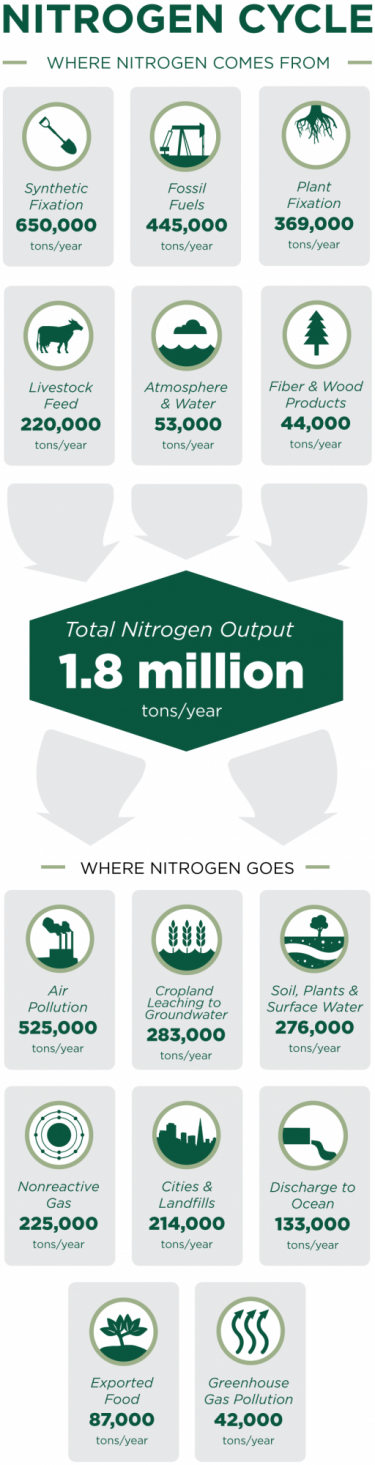 NITROGEN CYCLE
WHERE NITROGEN COMES FROM
Synthetic
Fixation
650,000
tons/year
Fossil
Fuels
445,000
tons/year
Plant
Fixation
369,000
tons/year
Livestock
Feed
220,000
tons/year
Atmosphere
& Water
53,000
tons/year
Fiber & Wood
Products
44,000
tons/year
Total Nitrogen Output
1.8 million
tons/year
WHERE NITROGEN GOES
Air
Pollution
525,000
tons/year
Cropland
Leaching to
Groundwater
283,000
tons/year
Soil, Plants &
Surface Water
276,000
tons/year
Nonreactive
Gas
225,000
tons/year
Cities &
Landfills
214,000
tons/year
Discharge to
Ocean
133,000
tons/year
Exported
Food
87,000
tons/year
Greenhouse
Gas Pollution
42,000
tons/year